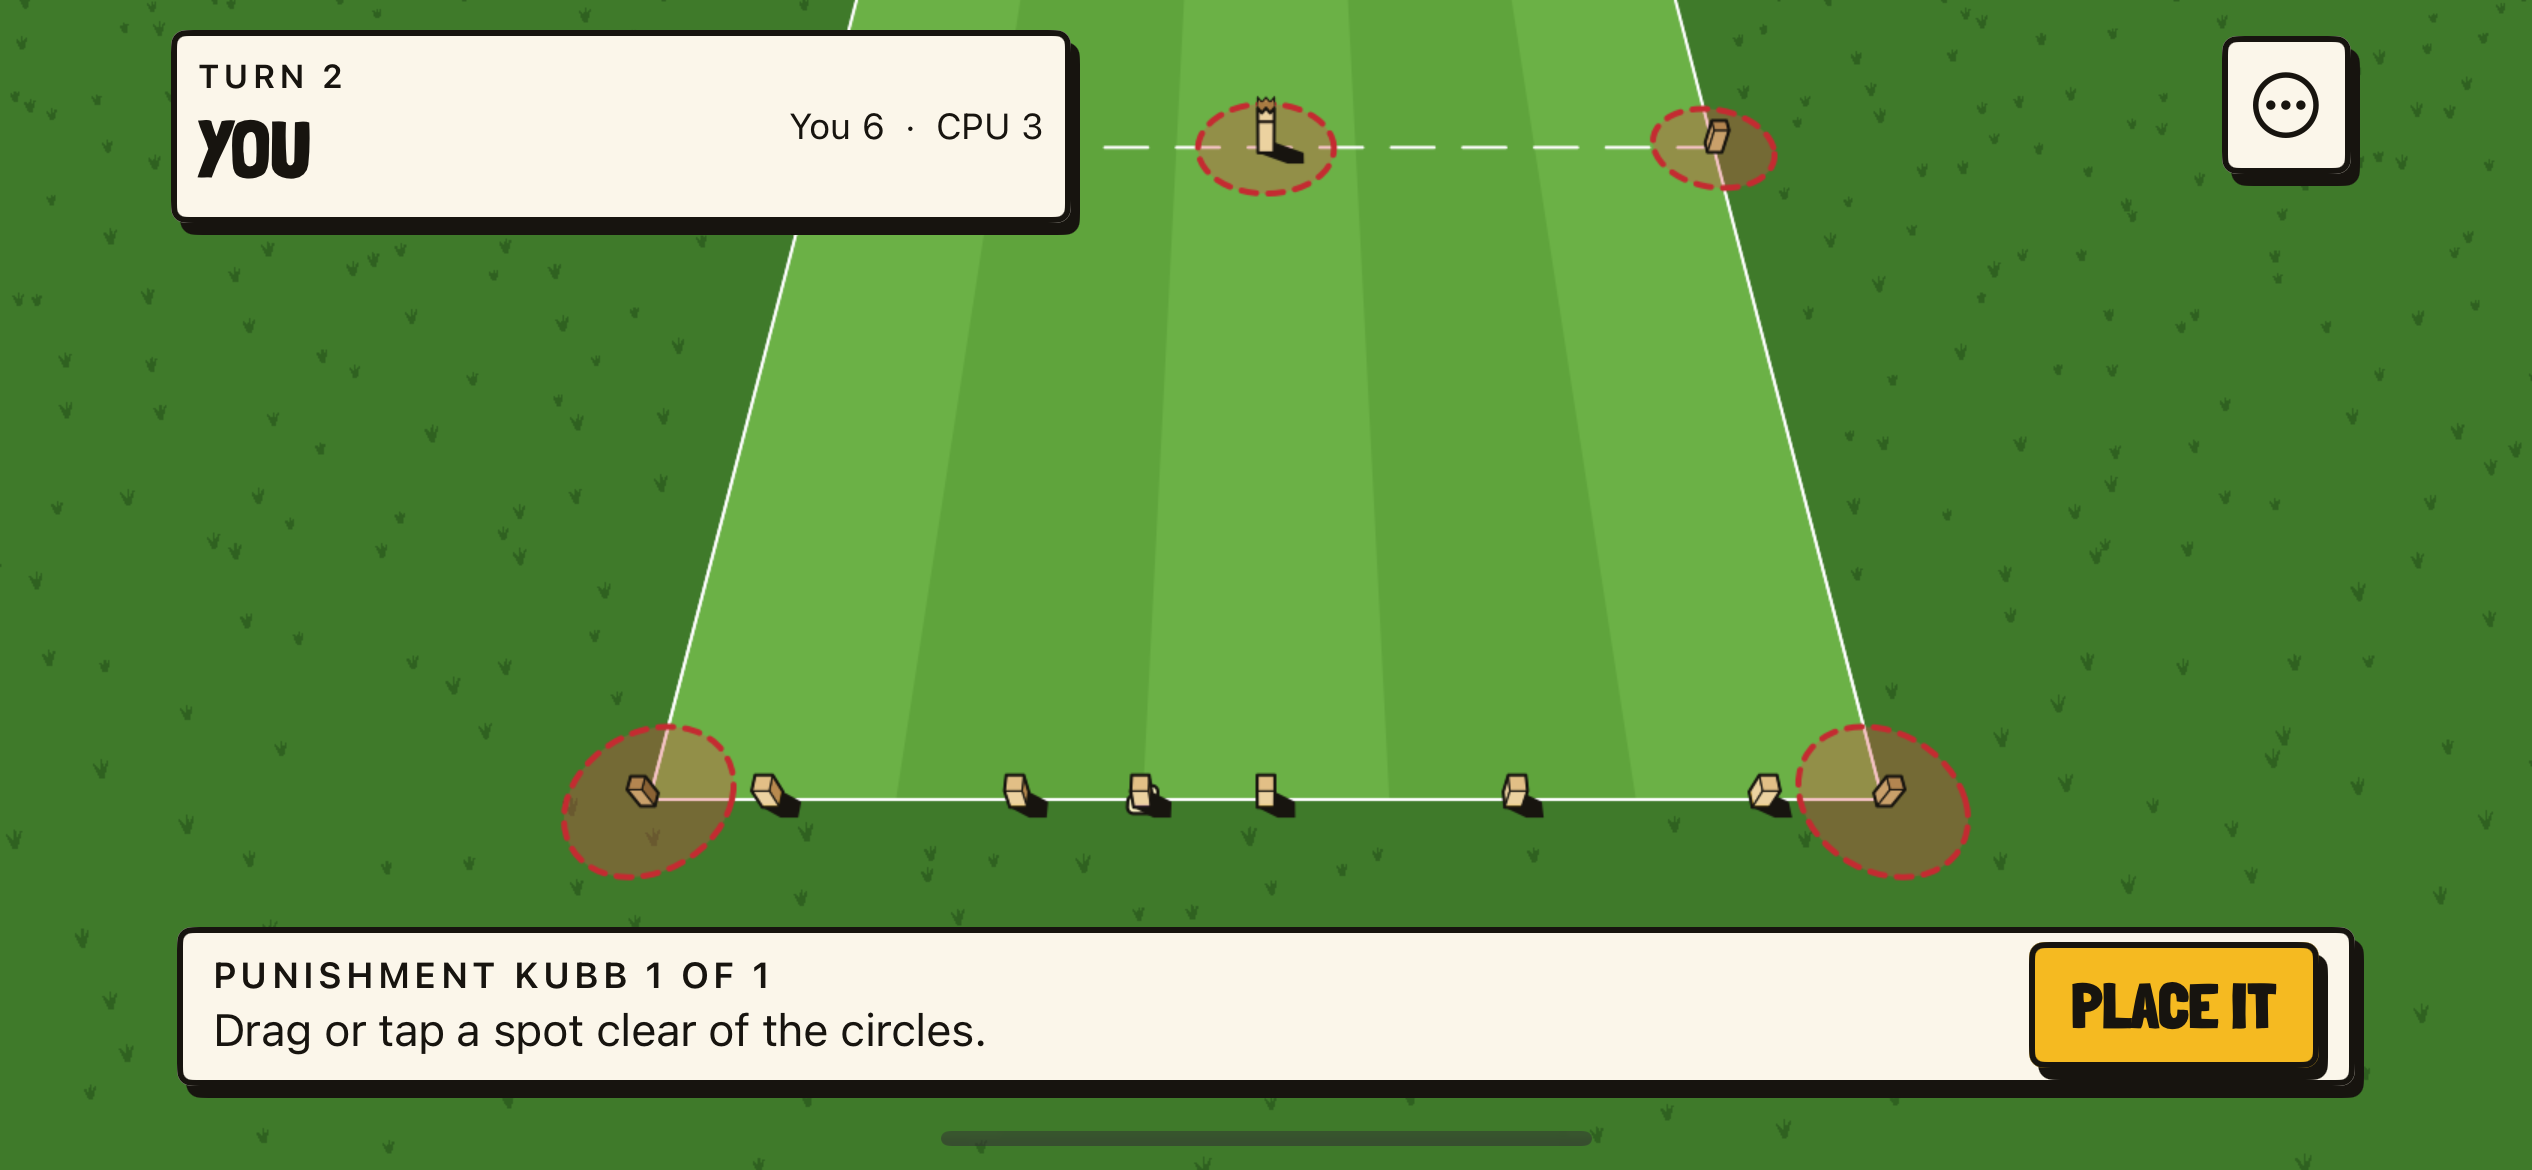 TURN 2
YOU
You 6 · CPU 3
PUNISHMENT KUBB 1 OF 1
Drag or tap a spot clear of the circles.
PLACE IT